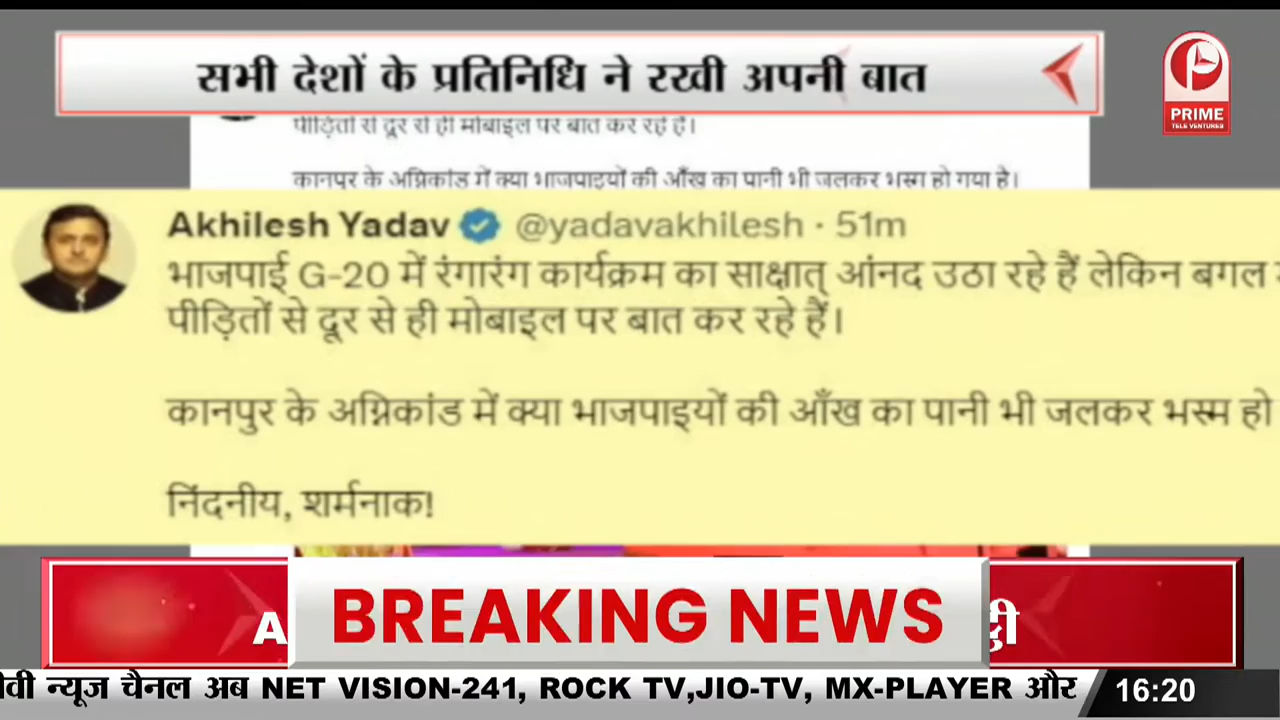 सभी देशों के प्रतिनिधि ने रखी अपनी बात
PRIME
TELE VENTURES
पीड़ितों से दूर से ही मोबाइल पर बात कर रहे हैं।
कानपुर के अग्निकांड में क्या भाजपाइयों की आँख का पानी भी जलकर भस्म हो गया है।
Akhilesh Yadav @yadavakhilesh · 51m
भाजपाई G-20 में रंगारंग कार्यक्रम का साक्षात् आंनद उठा रहे हैं लेकिन बगल
पीड़ितों से दूर से ही मोबाइल पर बात कर रहे हैं।
कानपुर के अग्निकांड में क्या भाजपाइयों की आँख का पानी भी जलकर भस्म हो
निंदनीय, शर्मनाक!
BREAKING NEWS
न्यूज चैनल अब NET VISION-241, ROCK TV,JIO-TV, MX-PLAYER और
16:20